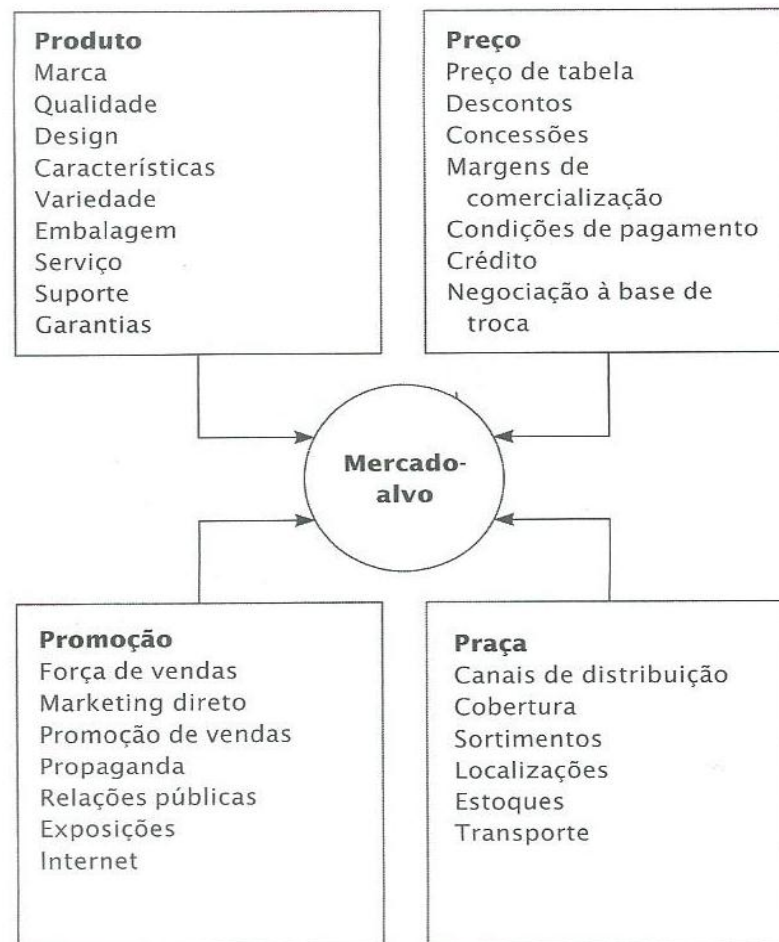 Produto
Marca
Qualidade
Design
Características
Variedade
Embalagem
Serviço
Suporte
Garantias
Preço
Preço de tabela
Descontos
Concessões
Margens de
comercialização
Condições de pagamento
Crédito
Negociação à base de
troca
Mercado-
alvo
Promoção
Força de vendas
Marketing direto
Promoção de vendas
Propaganda
Relações públicas
Exposições
Internet
Praça
Canais de distribuição
Cobertura
Sortimentos
Localizações
Estoques
Transporte